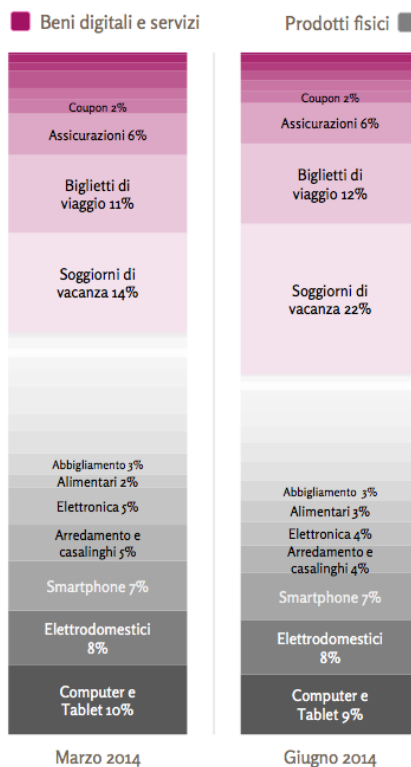 Beni digitali e servizi
Prodotti fisici
Coupon 2%
Assicurazioni 6%
Biglietti di
viaggio 11%
Soggiorni di
vacanza 14%
Abbigliamento 3%
Alimentari 2%
Elettronica 5%
Arredamento e
casalinghi 5%
Smartphone 7%
Elettrodomestici
8%
Computer e
Tablet 10%
Marzo 2014
Coupon 2%
Assicurazioni 6%
Biglietti di
viaggio 12%
Soggiorni di
vacanza 22%
Abbigliamento 3%
Alimentari 3%
Elettronica 4%
Arredamento e
casalinghi 4%
Smartphone 7%
Elettrodomestici
8%
Computer e
Tablet 9%
Giugno 2014